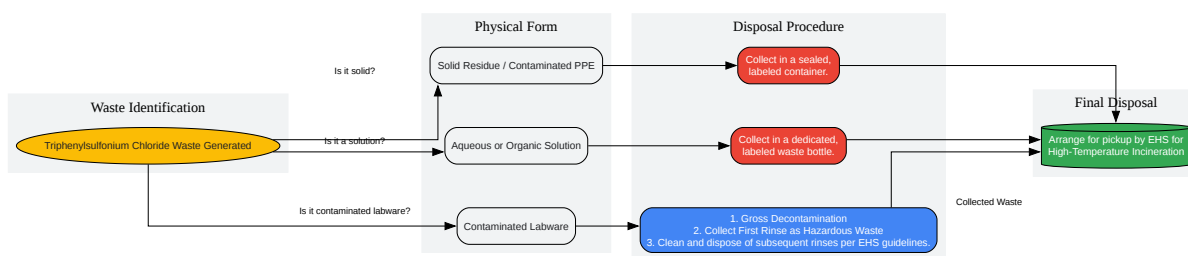 Physical Form
Disposal Procedure
Is it solid?
Solid Residue / Contaminated PPE
Collect in a sealed,
labeled container.
Waste Identification
Final Disposal
Triphenylsulfonium Chloride Waste Generated
Is it a solution?
Aqueous or Organic Solution
Collect in a dedicated,
labeled waste bottle.
Arrange for pickup by EHS for
High-Temperature Incineration
Is it contaminated labware?
Contaminated Labware
1. Gross Decontamination
2. Collect First Rinse as Hazardous Waste
3. Clean and dispose of subsequent rinses per EHS guidelines.
Collected Waste